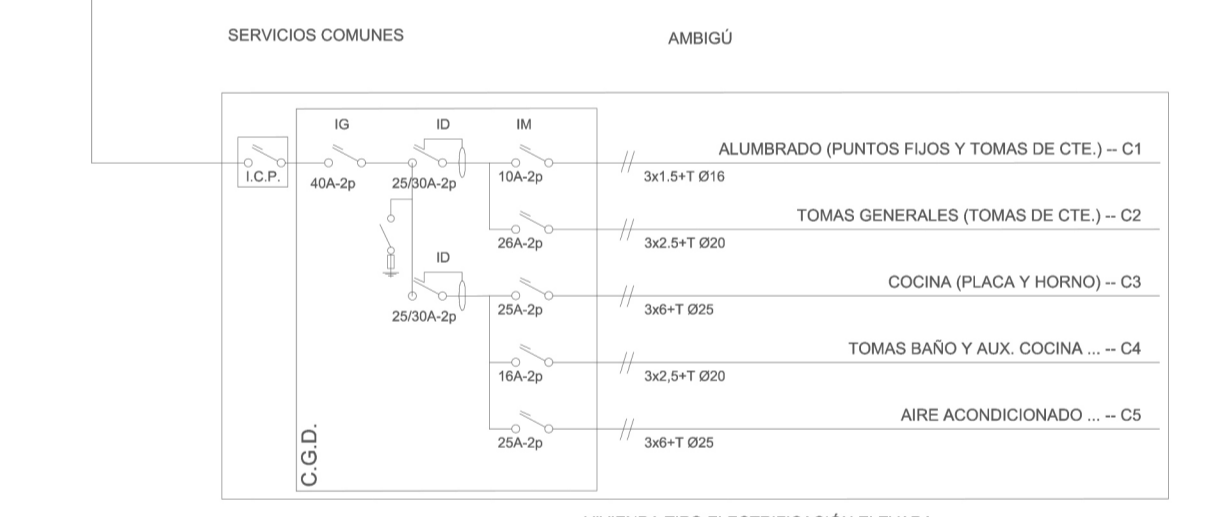 SERVICIOS COMUNES
AMBIGÚ
IG
ID
IM
I.C.P.
40A-2p
25/30A-2p
10A-2p
3x1.5+T Ø16
ALUMBRADO (PUNTOS FIJOS Y TOMAS DE CTE.) -- C1
26A-2p
3x2.5+T Ø20
TOMAS GENERALES (TOMAS DE CTE.) -- C2
ID
25/30A-2p
25A-2p
3x6+T Ø25
COCINA (PLACA Y HORNO) -- C3
16A-2p
3x2,5+T Ø20
TOMAS BAÑO Y AUX. COCINA ... -- C4
25A-2p
3x6+T Ø25
AIRE ACONDICIONADO ... -- C5
C.G.D.